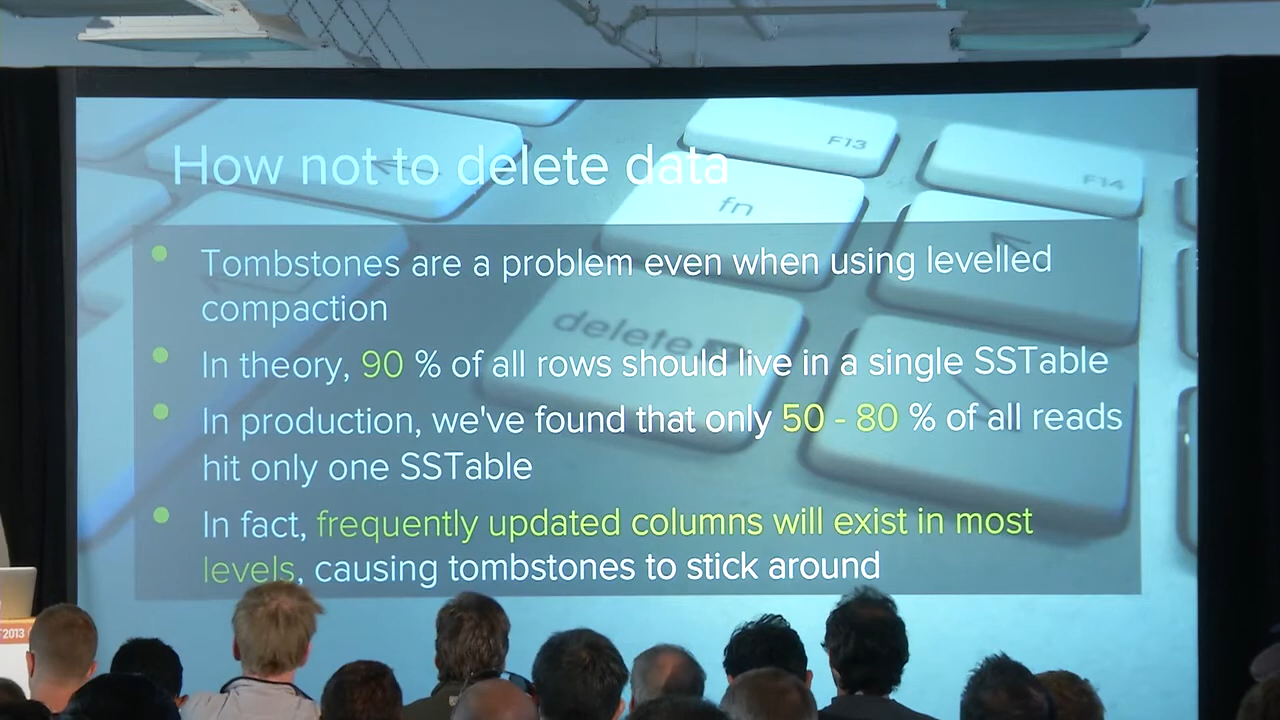 How not to delete data
F13
F14
fn
delete
• Tombstones are a problem even when using levelled
compaction
• In theory, 90 % of all rows should live in a single SSTable
• In production, we've found that only 50 - 80 % of all reads
hit only one SSTable
• In fact, frequently updated columns will exist in most
levels, causing tombstones to stick around
2013